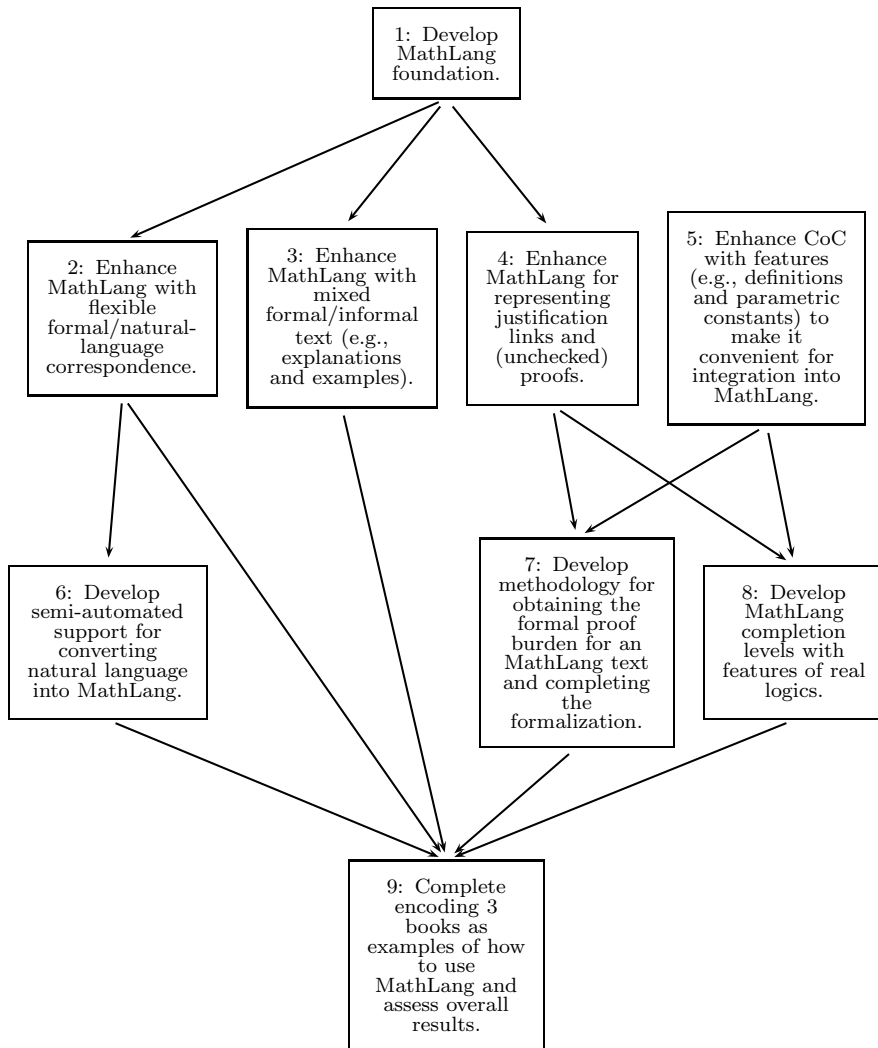 1: Develop
MathLang
foundation.
2: Enhance
MathLang with
flexible
formal/natural-
language
correspondence.
3: Enhance
MathLang with
mixed
formal/informal
text (e.g.,
explanations
and examples).
4: Enhance
MathLang for
representing
justification
links and
(unchecked)
proofs.
5: Enhance CoC
with features
(e.g., definitions
and parametric
constants) to
make it
convenient for
integration into
MathLang.
6: Develop
semi-automated
support for
converting
natural language
into MathLang.
7: Develop
methodology for
obtaining the
formal proof
burden for an
MathLang text
and completing
the
formalization.
8: Develop
MathLang
completion
levels with
features of real
logics.
9: Complete
encoding 3
books as
examples of how
to use
MathLang and
assess overall
results.